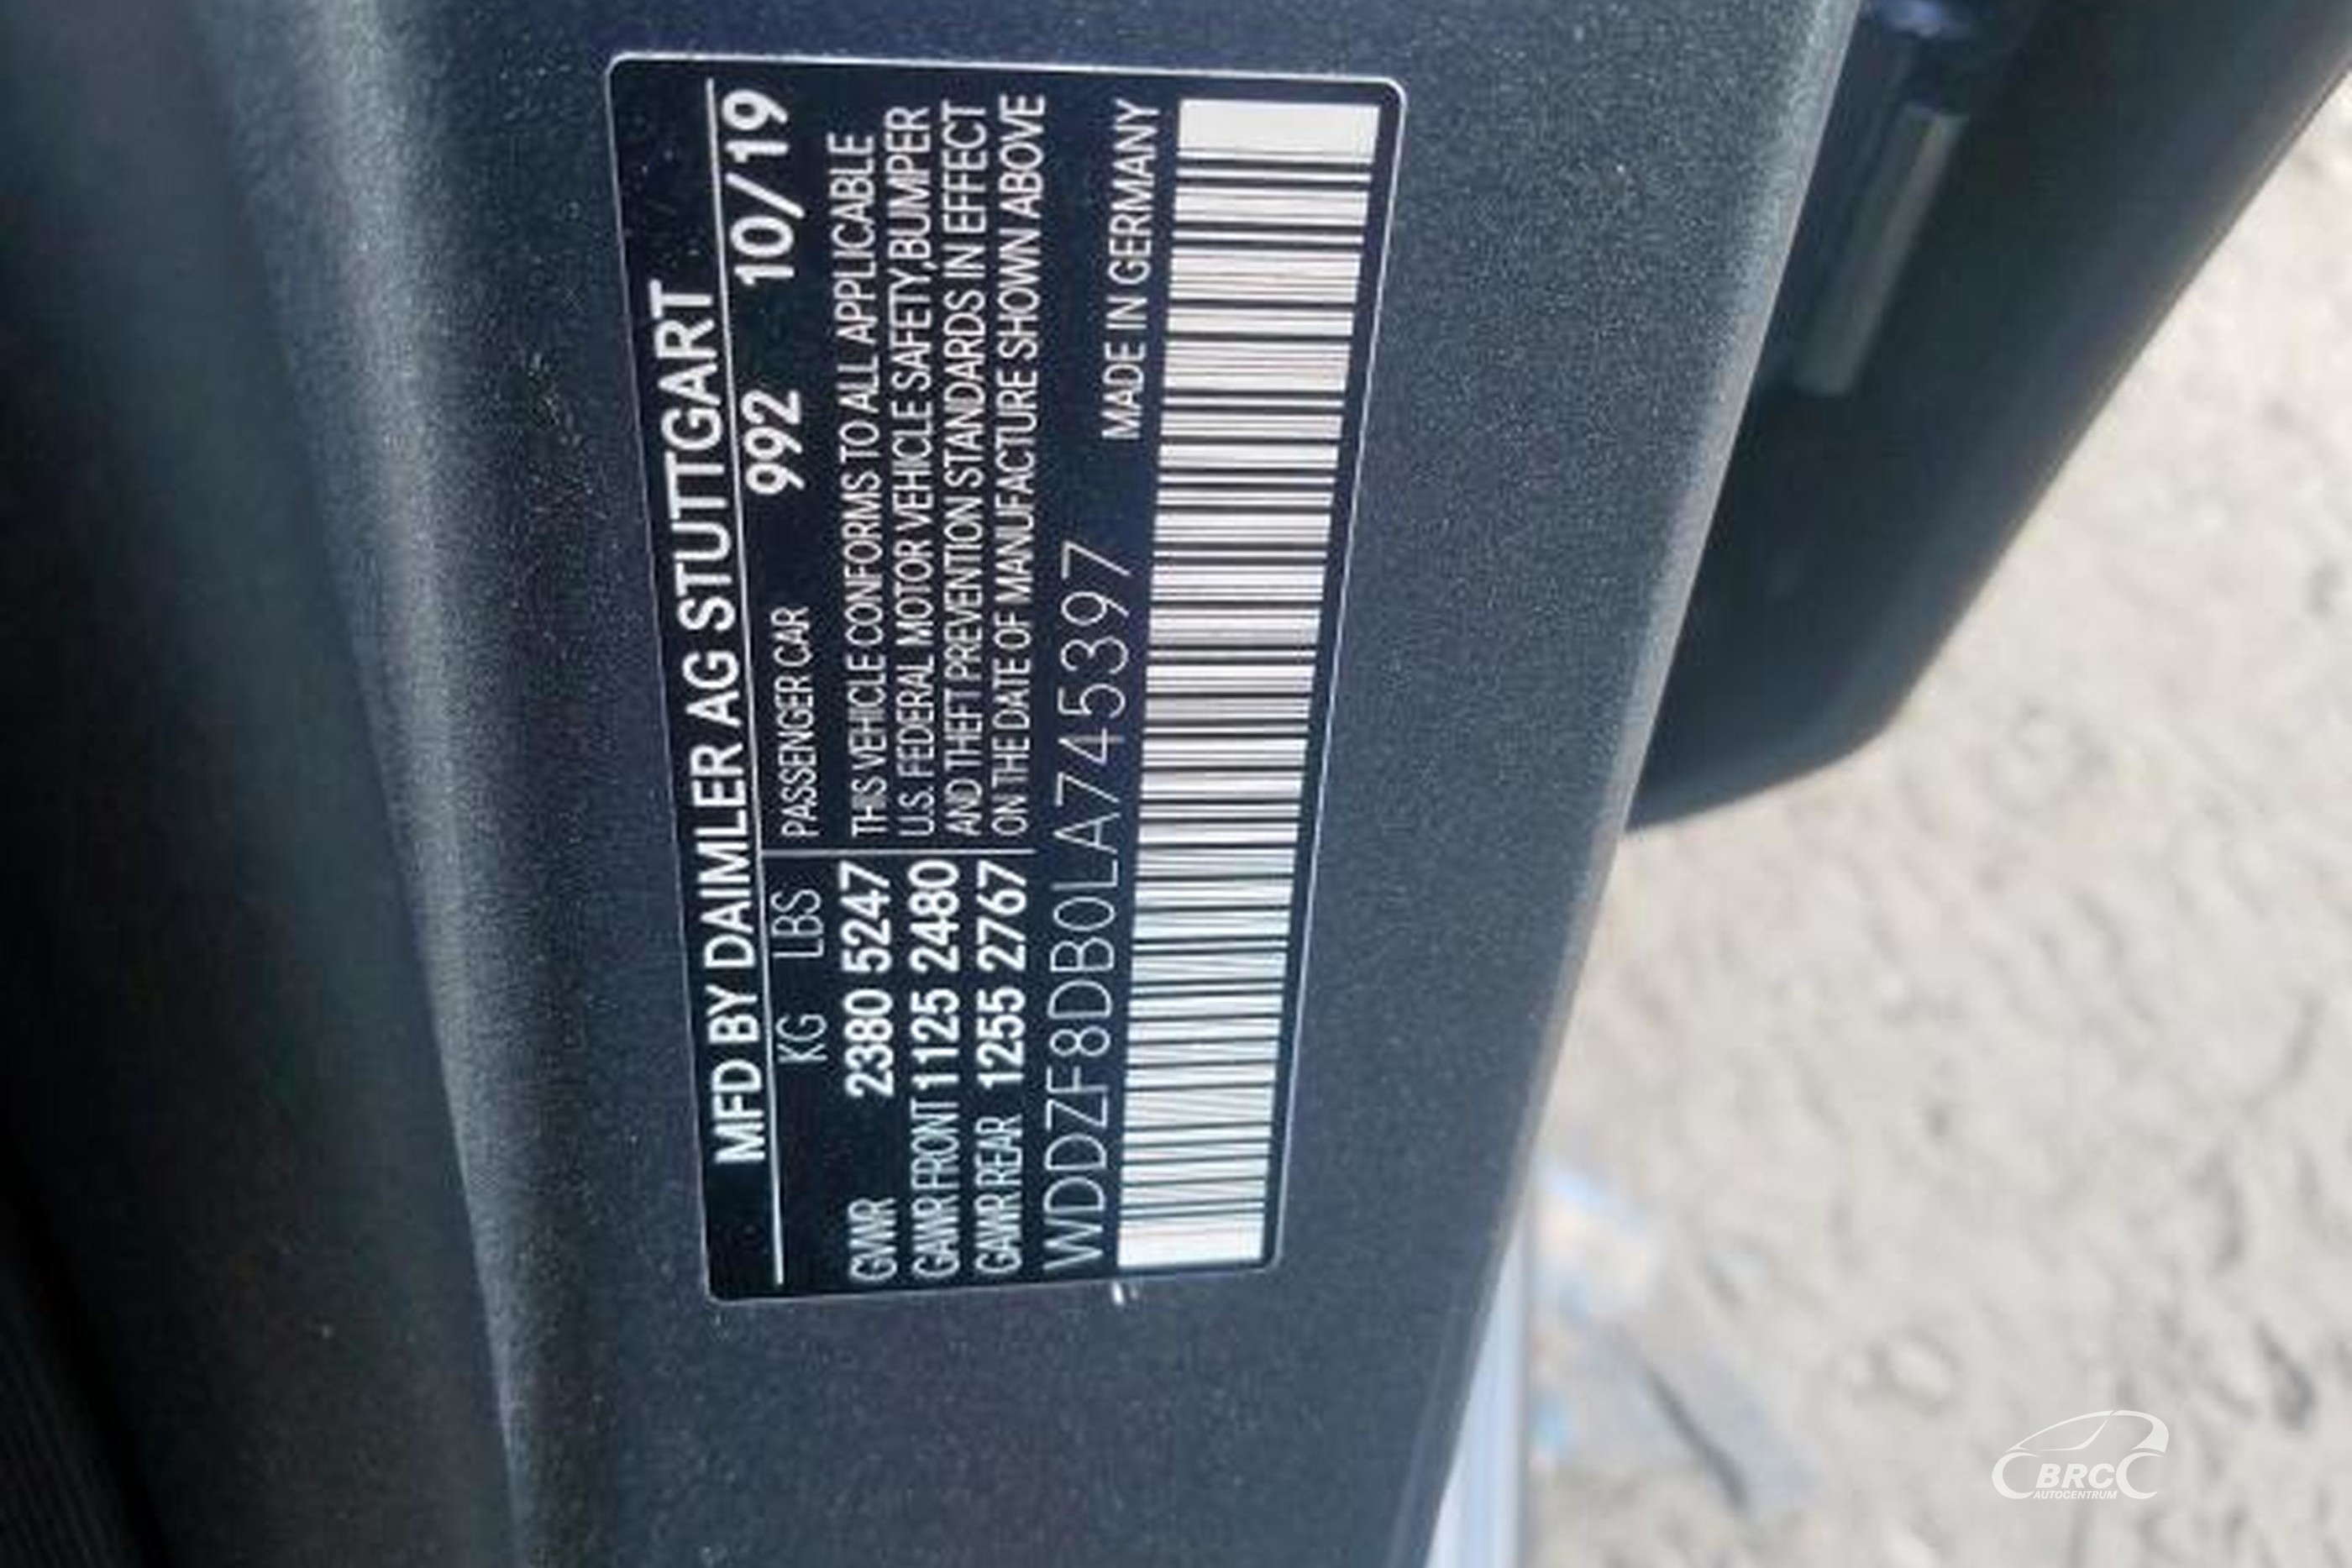 MFD BY DAIMLER AG STUTTGART
KG LBS PASSENGER CAR 992 10/19
GVWR 2380 5247 THIS VEHICLE CONFORMS TO ALL APPLICABLE
GAWR FRONT 1125 2480 U.S. FEDERAL MOTOR VEHICLE SAFETY,BUMPER
GAWR REAR 1255 2767 AND THEFT PREVENTION STANDARDS IN EFFECT
ON THE DATE OF MANUFACTURE SHOWN ABOVE
WDDZF8DB0LA745397
MADE IN GERMANY
BRC
AUTOCENTRUM